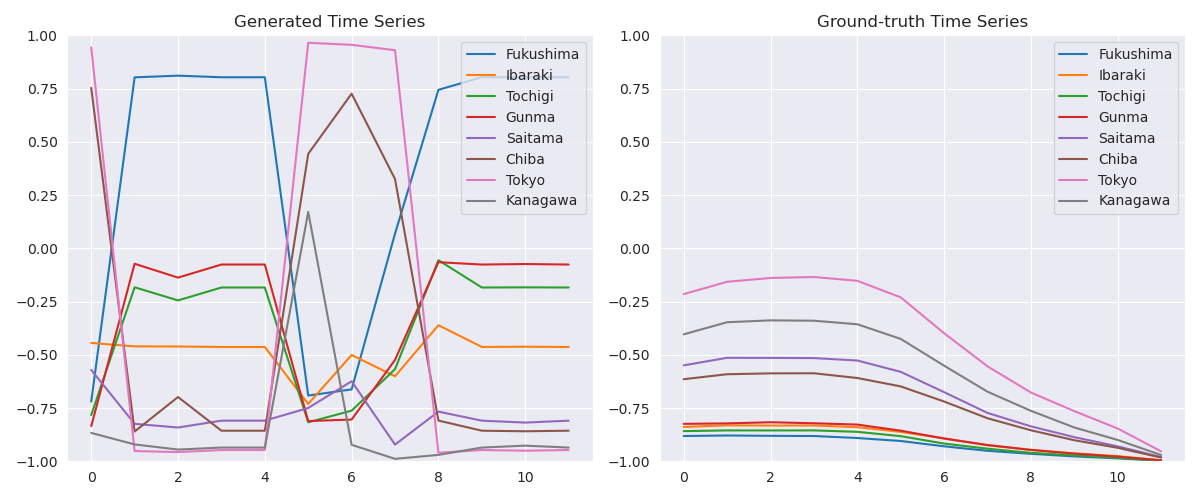 Generated Time Series
1.00
0.75
0.50
0.25
0.00
−0.25
−0.50
−0.75
−1.00
0 2 4 6 8 10
Fukushima
Ibaraki
Tochigi
Gunma
Saitama
Chiba
Tokyo
Kanagawa
Ground-truth Time Series
1.00
0.75
0.50
0.25
0.00
−0.25
−0.50
−0.75
−1.00
0 2 4 6 8 10
Fukushima
Ibaraki
Tochigi
Gunma
Saitama
Chiba
Tokyo
Kanagawa